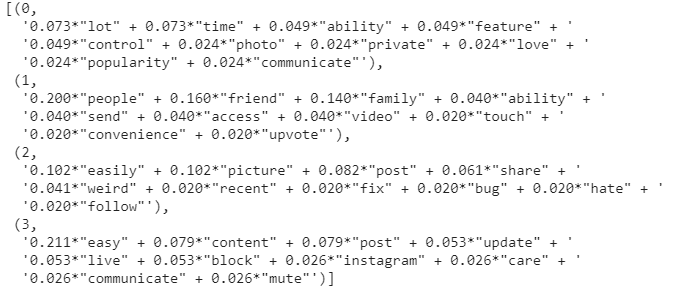 [(0,
'0.073*"lot" + 0.073*"time" + 0.049*"ability" + 0.049*"feature" + '
'0.049*"control" + 0.024*"photo" + 0.024*"private" + 0.024*"love" + '
'0.024*"popularity" + 0.024*"communicate"'),
(1,
'0.200*"people" + 0.160*"friend" + 0.140*"family" + 0.040*"ability" + '
'0.040*"send" + 0.040*"access" + 0.040*"video" + 0.020*"touch" + '
'0.020*"convenience" + 0.020*"upvote"'),
(2,
'0.102*"easily" + 0.102*"picture" + 0.082*"post" + 0.061*"share" + '
'0.041*"weird" + 0.020*"recent" + 0.020*"fix" + 0.020*"bug" + 0.020*"hate" + '
'0.020*"follow"'),
(3,
'0.211*"easy" + 0.079*"content" + 0.079*"post" + 0.053*"update" + '
'0.053*"live" + 0.053*"block" + 0.026*"instagram" + 0.026*"care" + '
'0.026*"communicate" + 0.026*"mute"')]